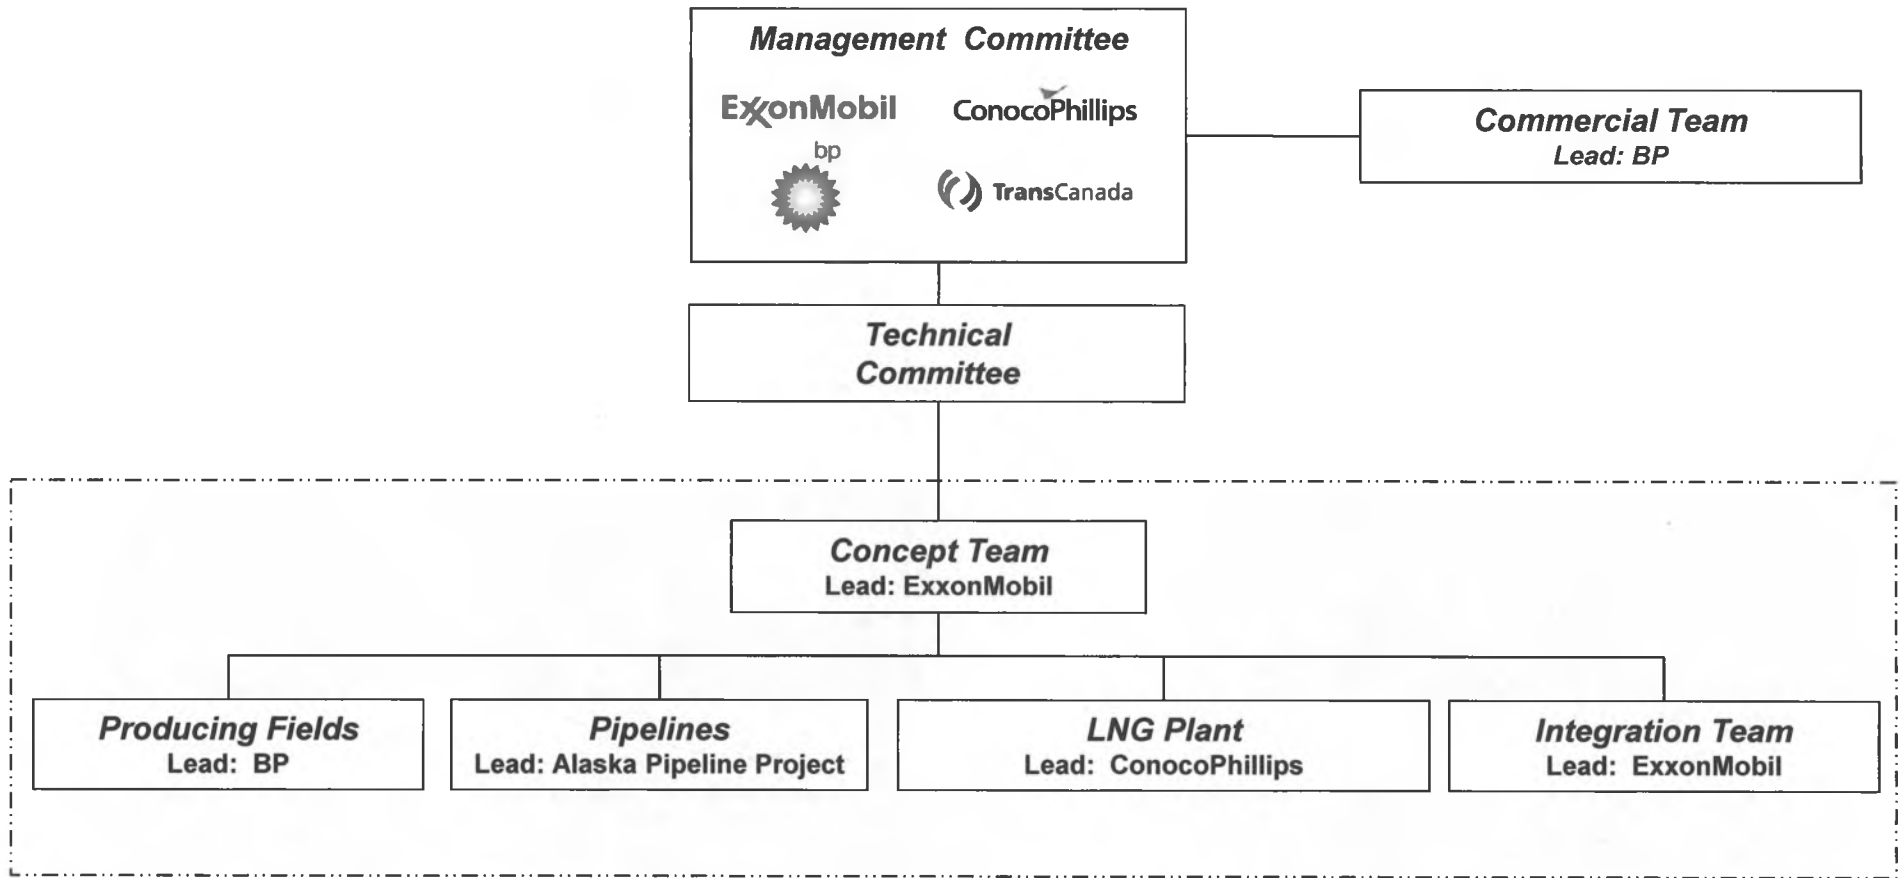 Management Committee
ExxonMobil
ConocoPhillips
bp
TransCanada
Commercial Team
Lead: BP
Technical
Committee
Concept Team
Lead: ExxonMobil
Producing Fields
Lead: BP
Pipelines
Lead: Alaska Pipeline Project
LNG Plant
Lead: ConocoPhillips
Integration Team
Lead: ExxonMobil